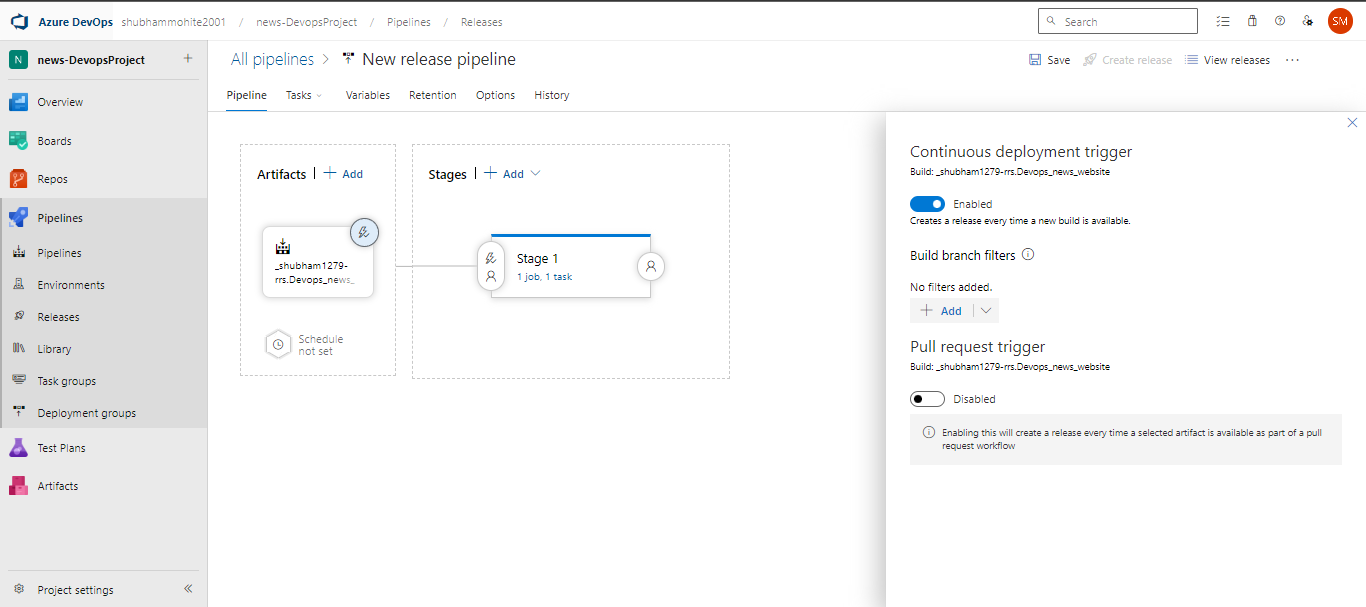 Azure DevOps shubhammohite2001 / news-DevopsProject / Pipelines / Releases
Search
SM
N news-DevopsProject
Overview
Boards
Repos
Pipelines
Pipelines
Environments
Releases
Library
Task groups
Deployment groups
Test Plans
Artifacts
Project settings
All pipelines > New release pipeline
Save
Create release
View releases
Pipeline Tasks Variables Retention Options History
Artifacts | + Add
_shubham1279-
rrs.Devops_news_
Schedule
not set
Stages | + Add
Stage 1
1 job, 1 task
Continuous deployment trigger
Build: _shubham1279-rrs.Devops_news_website
Enabled
Creates a release every time a new build is available.
Build branch filters
No filters added.
+ Add
Pull request trigger
Build: _shubham1279-rrs.Devops_news_website
Disabled
Enabling this will create a release every time a selected artifact is available as part of a pull
request workflow